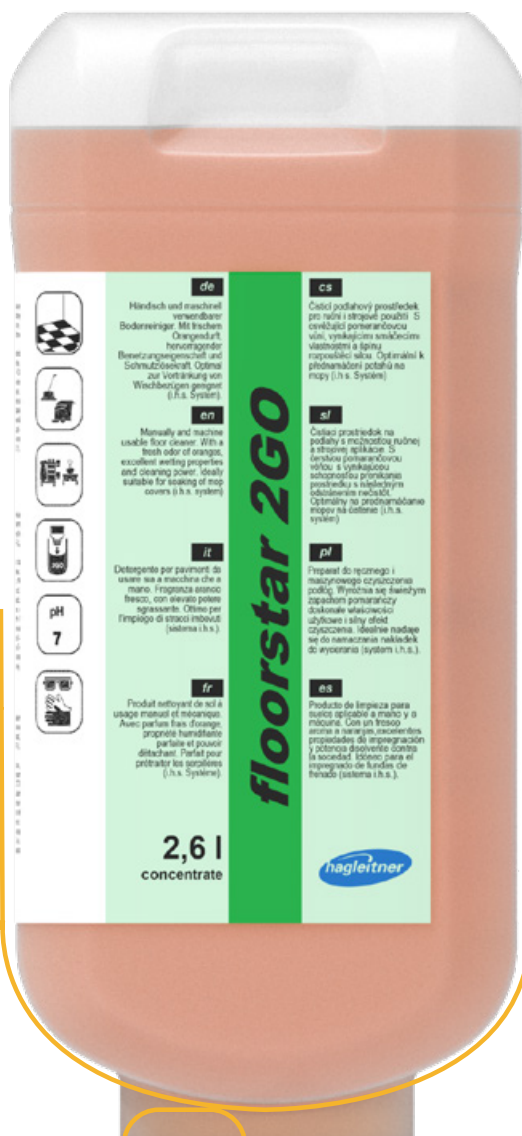 2GO
pH
7
de
Händisch und maschinell
verwendbarer
Bodenreiniger. Mit frischem
Orangenduft,
hervorragender
Benetzungseigenschaft und
Schmutzlösekraft. Optimal
zur Vortränkung von
Wischbezügen geeignet
(i.h.s. System).
en
Manually and machine
usable floor cleaner. With a
fresh odor of oranges,
excellent wetting properties
and cleaning power. Ideally
suitable for soaking of mop
covers (i.h.s. system)
it
Detergente per pavimenti da
usare sia a macchina che a
mano. Fragranza arancio
fresco, con elevato potere
sgrassante. Ottimo per
l'impiego di stracci imbevuti
(sistema i.h.s.).
fr
Produit nettoyant de sol à
usage manuel et mécanique.
Avec parfum frais d'orange,
propriété humidifiante
parfaite et pouvoir
détachant. Parfait pour
prétraiter les serpillères
(i.h.s. Système).
2,6 l
concentrate
floorstar 2GO
cs
Čisticí podlahový prostředek
pro ruční i strojové použití. S
osvěžující pomerančovou
vůní, vynikajícími smáčecími
vlastnostmi a špínu
rozpouštěcí silou. Optimální k
přednamáčení potahů na
mopy (i.h.s. Systém)
sl
Čistiaci prostriedok na
podlahy s možnosťou ručnej
a strojovej aplikácie. S
čerstvou pomarančovou
vôňou s vynikajúcou
schopnosťou prenikania
prostriedku s následným
odstránením nečistôt.
Optimálny na prednamáčanie
mopov na čistenie (i.h.s.
systém)
pl
Preparat do ręcznego i
maszynowego czyszczenia
podłóg. Wyróżnia się świeżym
zapachem pomarańczy
doskonałe właściwości
użytkowe i silny efekt
czyszczenia. Idealnie nadaje
się do namaczania nakładek
do wycierania (system i.h.s.).
es
Producto de limpieza para
suelos aplicable a mano y a
máquina. Con un fresco
aroma a naranjas, excelentes
propiedades de impregnación
y potencia disolvente contra
la sociedad. Idóneo para el
impregnado de fundas de
frenado (sistema i.h.s.).
hagleitner